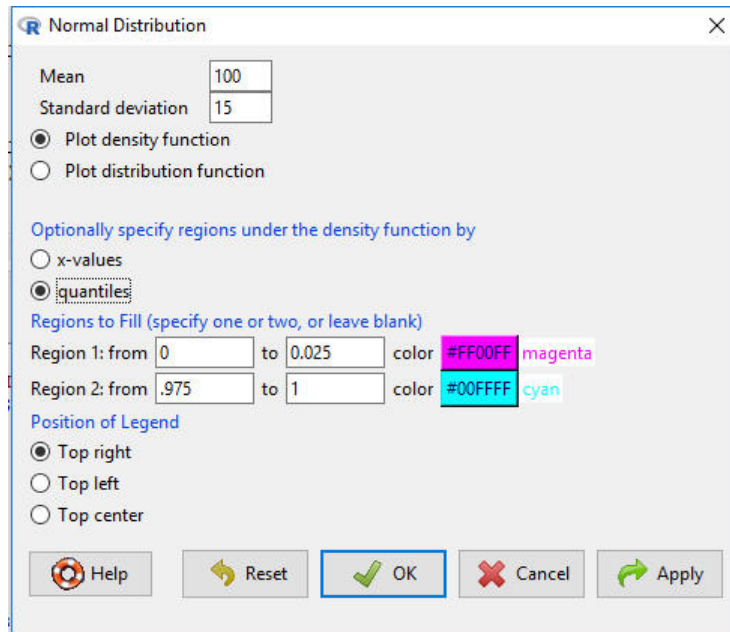 R Normal Distribution
Mean 100
Standard deviation 15
Plot density function
Plot distribution function
Optionally specify regions under the density function by
x-values
quantiles
Regions to Fill (specify one or two, or leave blank)
Region 1: from 0 to 0.025 color #FF00FF magenta
Region 2: from .975 to 1 color #00FFFF cyan
Position of Legend
Top right
Top left
Top center
Help Reset OK Cancel Apply